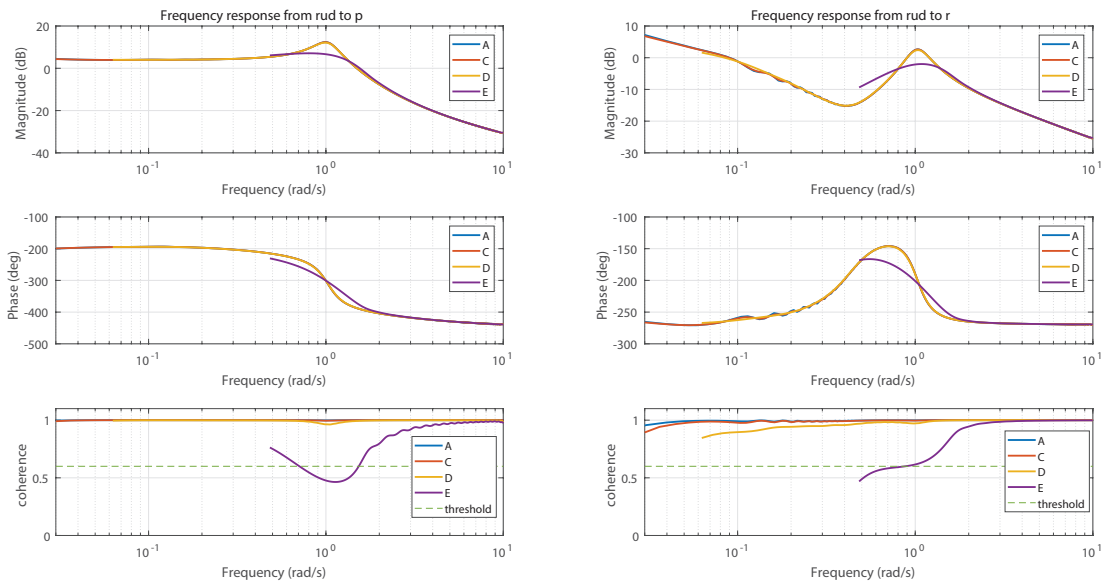 Frequency response from rud to p
Magnitude (dB)
20
0
-20
-40
10-1
100
101
Frequency (rad/s)
A
C
D
E
Frequency response from rud to r
Magnitude (dB)
10
0
-10
-20
-30
10-1
100
101
Frequency (rad/s)
A
C
D
E
Phase (deg)
-100
-200
-300
-400
-500
10-1
100
101
Frequency (rad/s)
A
C
D
E
Phase (deg)
-100
-150
-200
-250
-300
10-1
100
101
Frequency (rad/s)
A
C
D
E
coherence
1
0.5
0
10-1
100
101
Frequency (rad/s)
A
C
D
E
threshold
coherence
1
0.5
0
10-1
100
101
Frequency (rad/s)
A
C
D
E
threshold